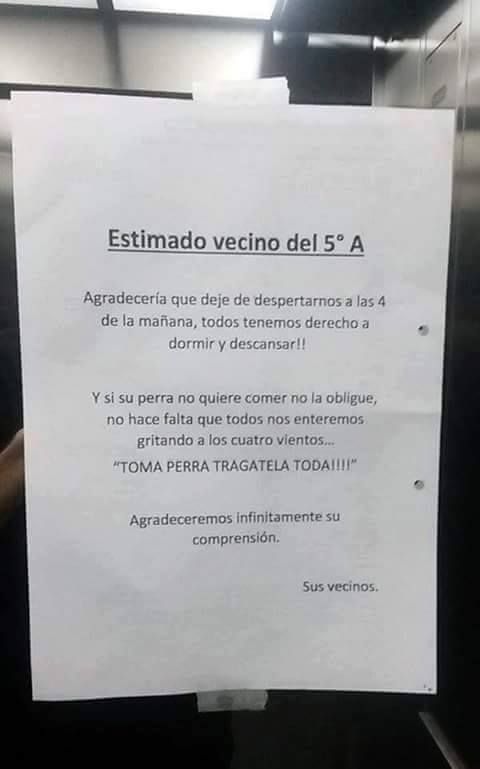 Estimado vecino del 5° A
Agradecería que deje de despertarnos a las 4
de la mañana, todos tenemos derecho a
dormir y descansar!!
Y si su perra no quiere comer no la obligue,
no hace falta que todos nos enteremos
gritando a los cuatro vientos...
“TOMA PERRA TRAGATELA TODA!!!!”
Agradeceremos infinitamente su
comprensión.
Sus vecinos.